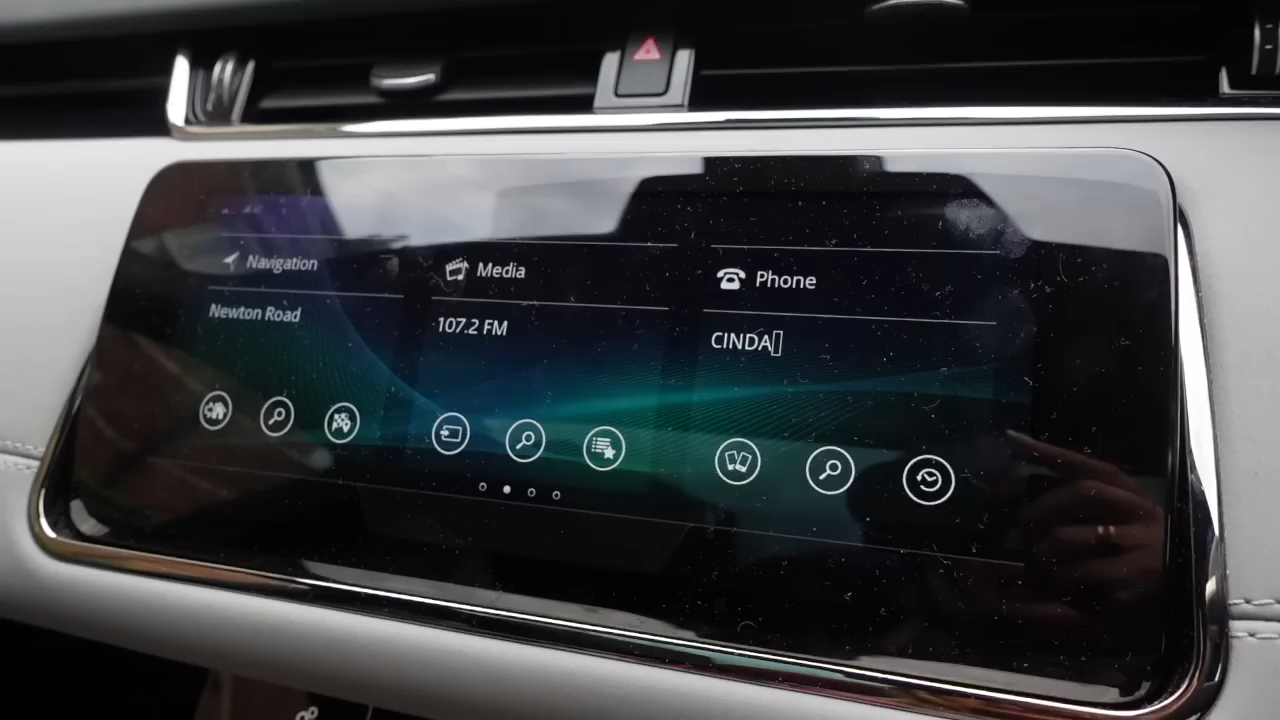 Navigation
Newton Road
Media
107.2 FM
Phone
CINDA▯